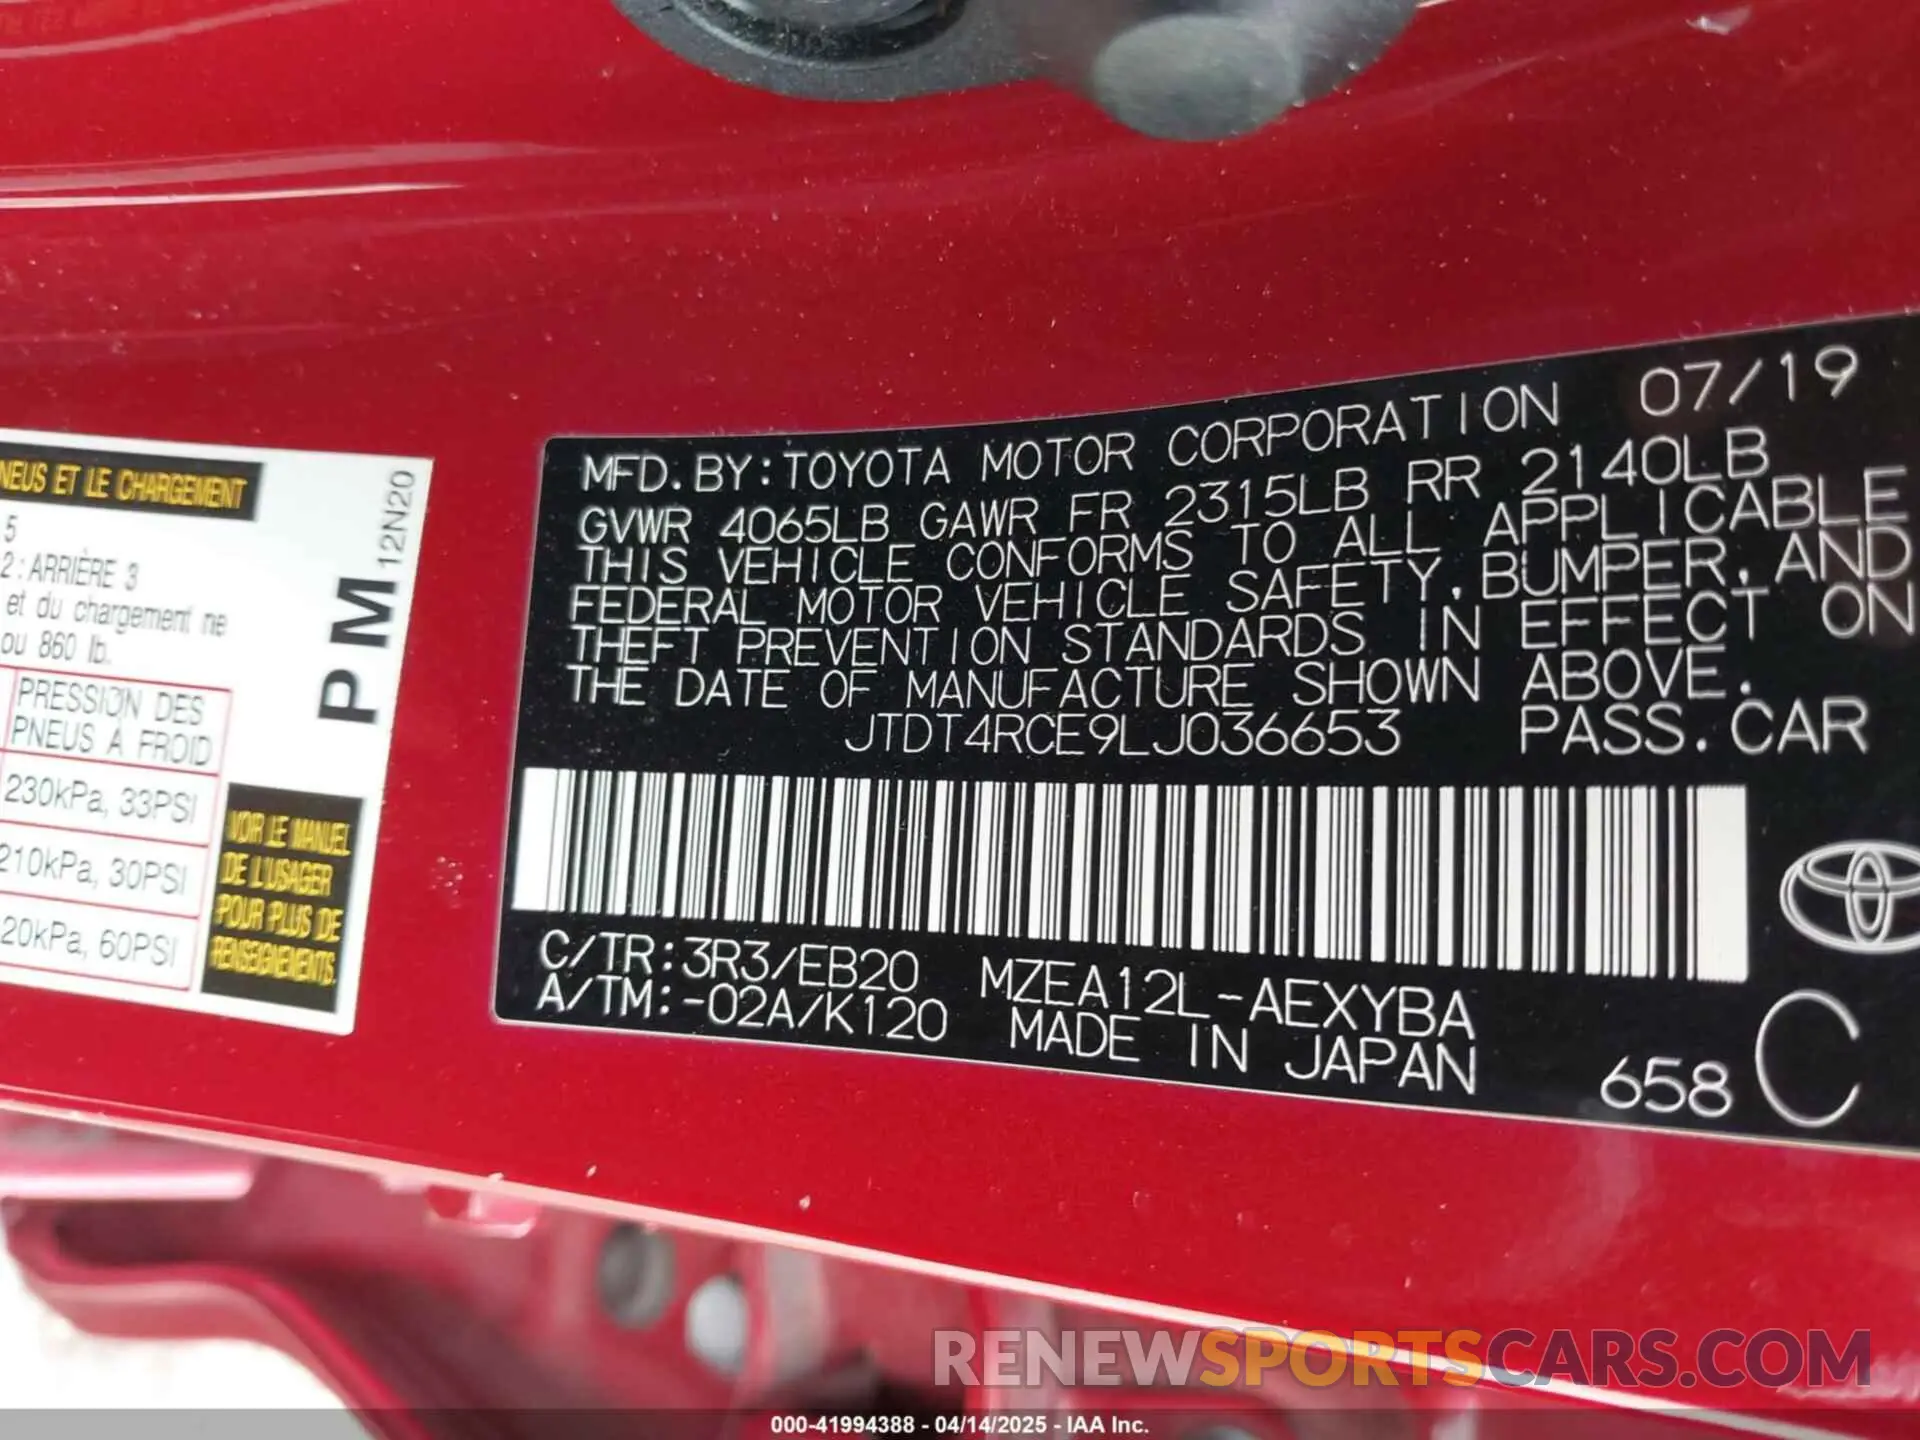 NEUS ET LE CHARGEMENT
5
2 : ARRIÈRE 3
et du chargement ne
ou 860 lb.
PRESSION DES
PNEUS À FROID
230kPa, 33PSI
210kPa, 30PSI
20kPa, 60PSI
VOIR LE MANUEL
DE L'USAGER
POUR PLUS DE
RENSEIGNEMENTS
PM
12N20
MFD. BY: TOYOTA MOTOR CORPORATION 07/19
GVWR 4065LB GAWR FR 2315LB RR 2140LB
THIS VEHICLE CONFORMS TO ALL APPLICABLE
FEDERAL MOTOR VEHICLE SAFETY, BUMPER, AND
THEFT PREVENTION STANDARDS IN EFFECT ON
THE DATE OF MANUFACTURE SHOWN ABOVE.
JTDT4RCE9LJ036653 PASS. CAR
C/TR: 3R3/EB20 MZEA12L-AEXYBA
A/TM: -02A/K120 MADE IN JAPAN
658 C
RENEWSPORTSCARS.COM
000-41994388 - 04/14/2025 - IAA Inc.